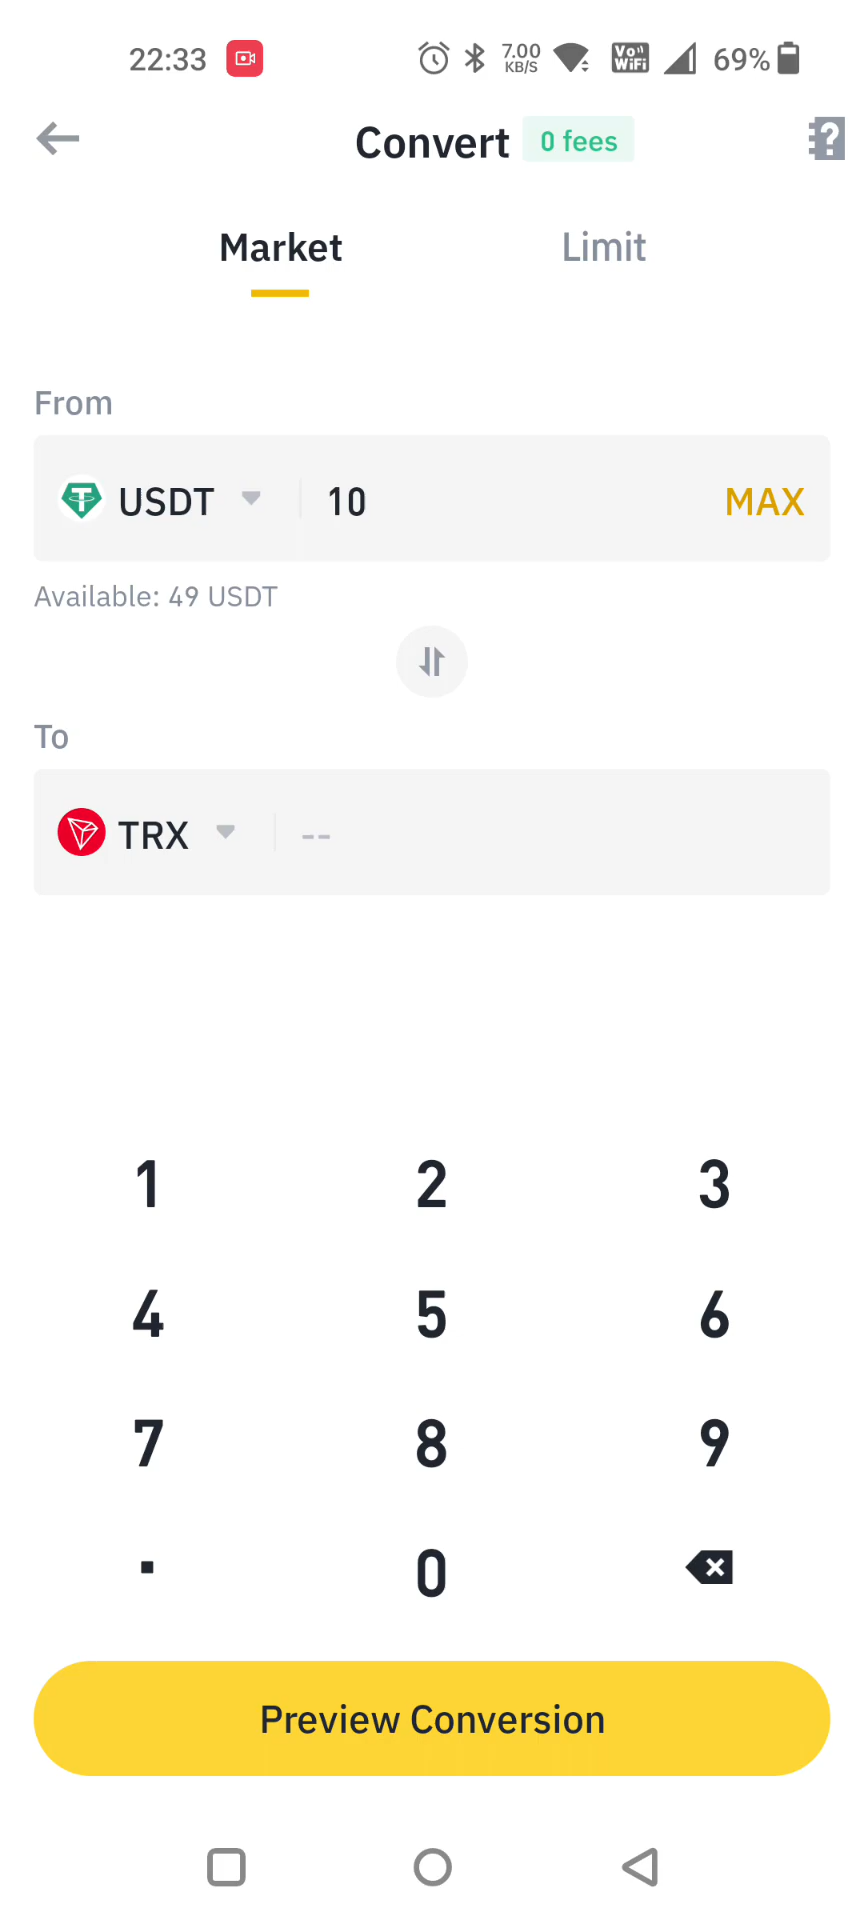 22:33 7.00 KB/S Vo WiFi 69%
Convert 0 fees
Market Limit
From
USDT 10 MAX
Available: 49 USDT
To
TRX --
1 2 3
4 5 6
7 8 9
. 0
Preview Conversion